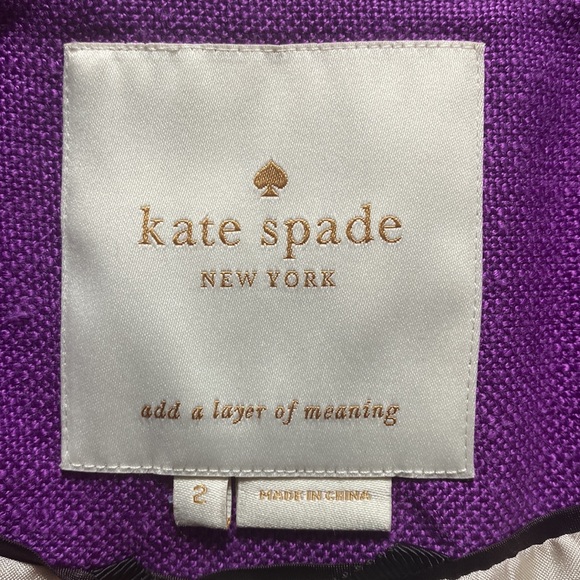 kate spade
NEW YORK
add a layer of meaning
2
MADE IN CHINA